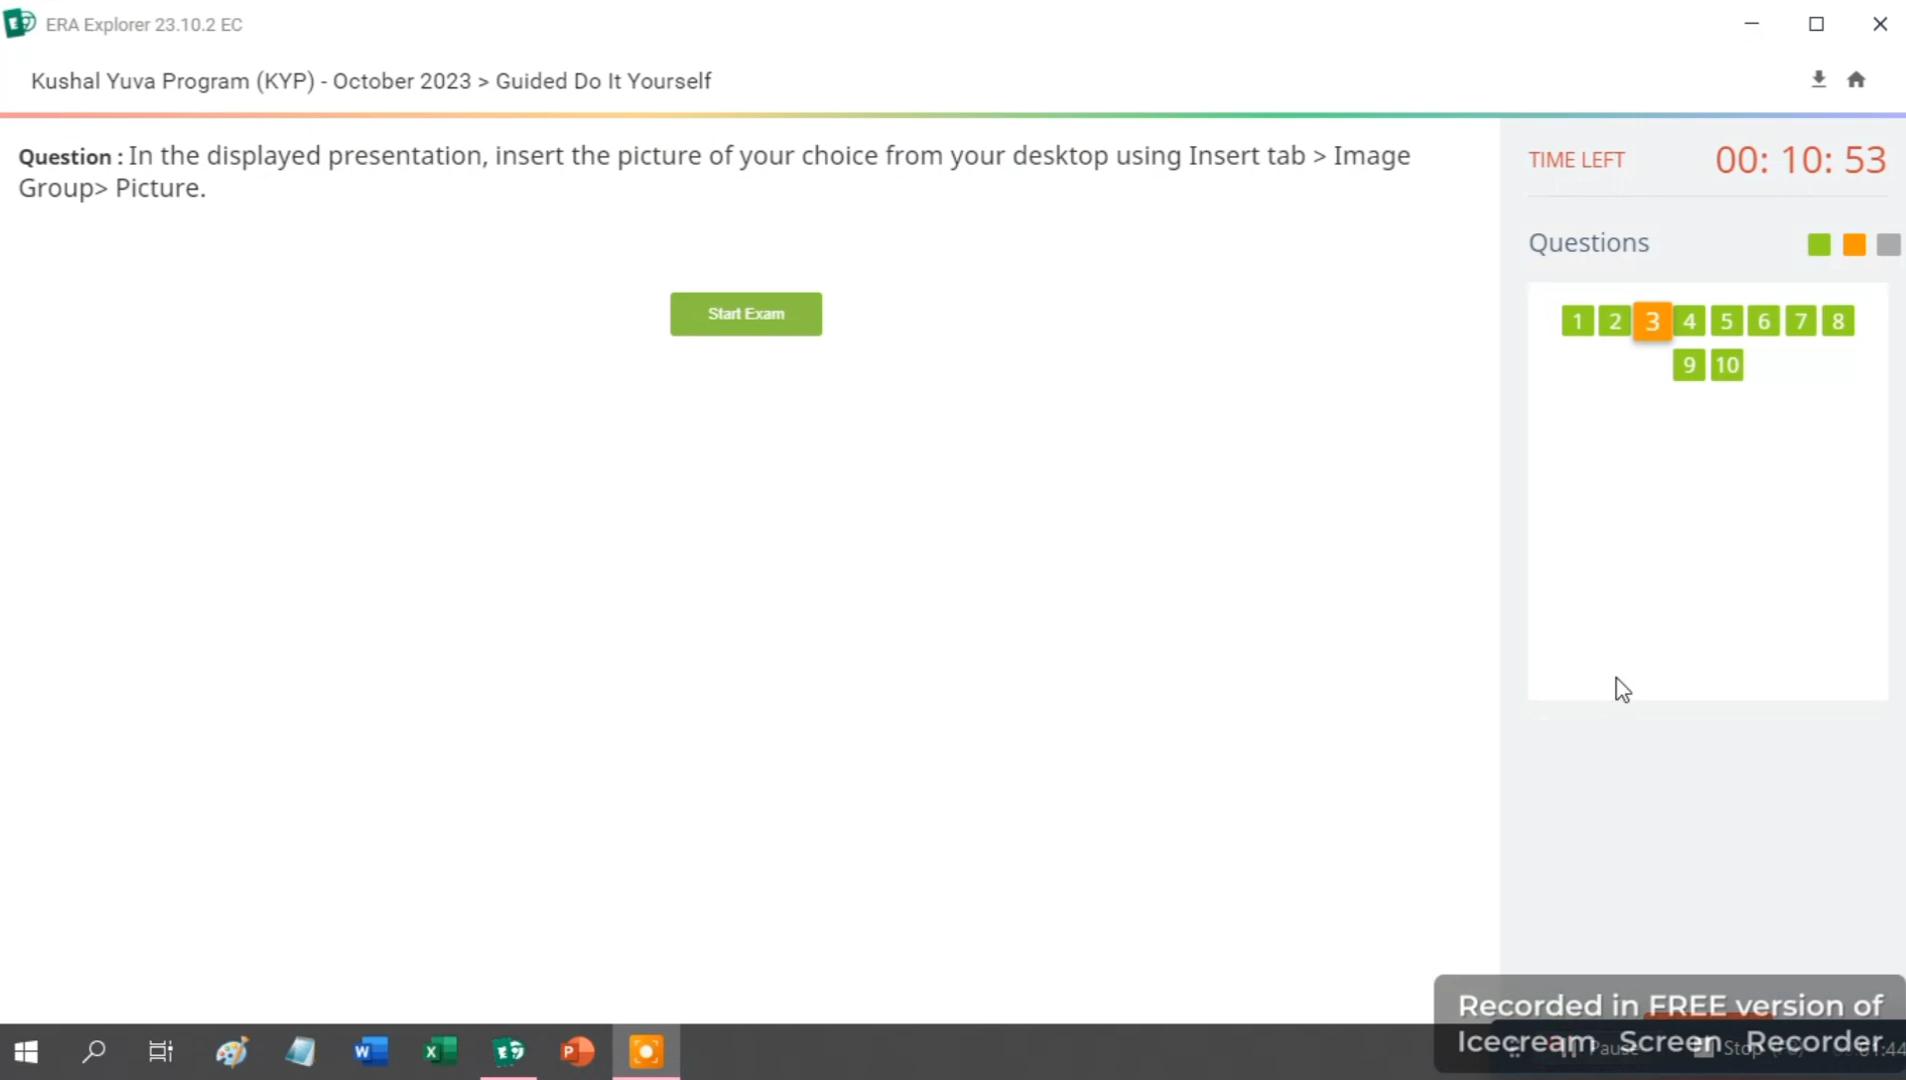 ERA Explorer 23.10.2 EC
Kushal Yuva Program (KYP) - October 2023 > Guided Do It Yourself
Question : In the displayed presentation, insert the picture of your choice from your desktop using Insert tab > Image
Group> Picture.
Start Exam
TIME LEFT 00: 10: 53
Questions
1 2 3 4 5 6 7 8
9 10
Recorded in FREE version of
Icecream Screen Recorder
Pause Stop